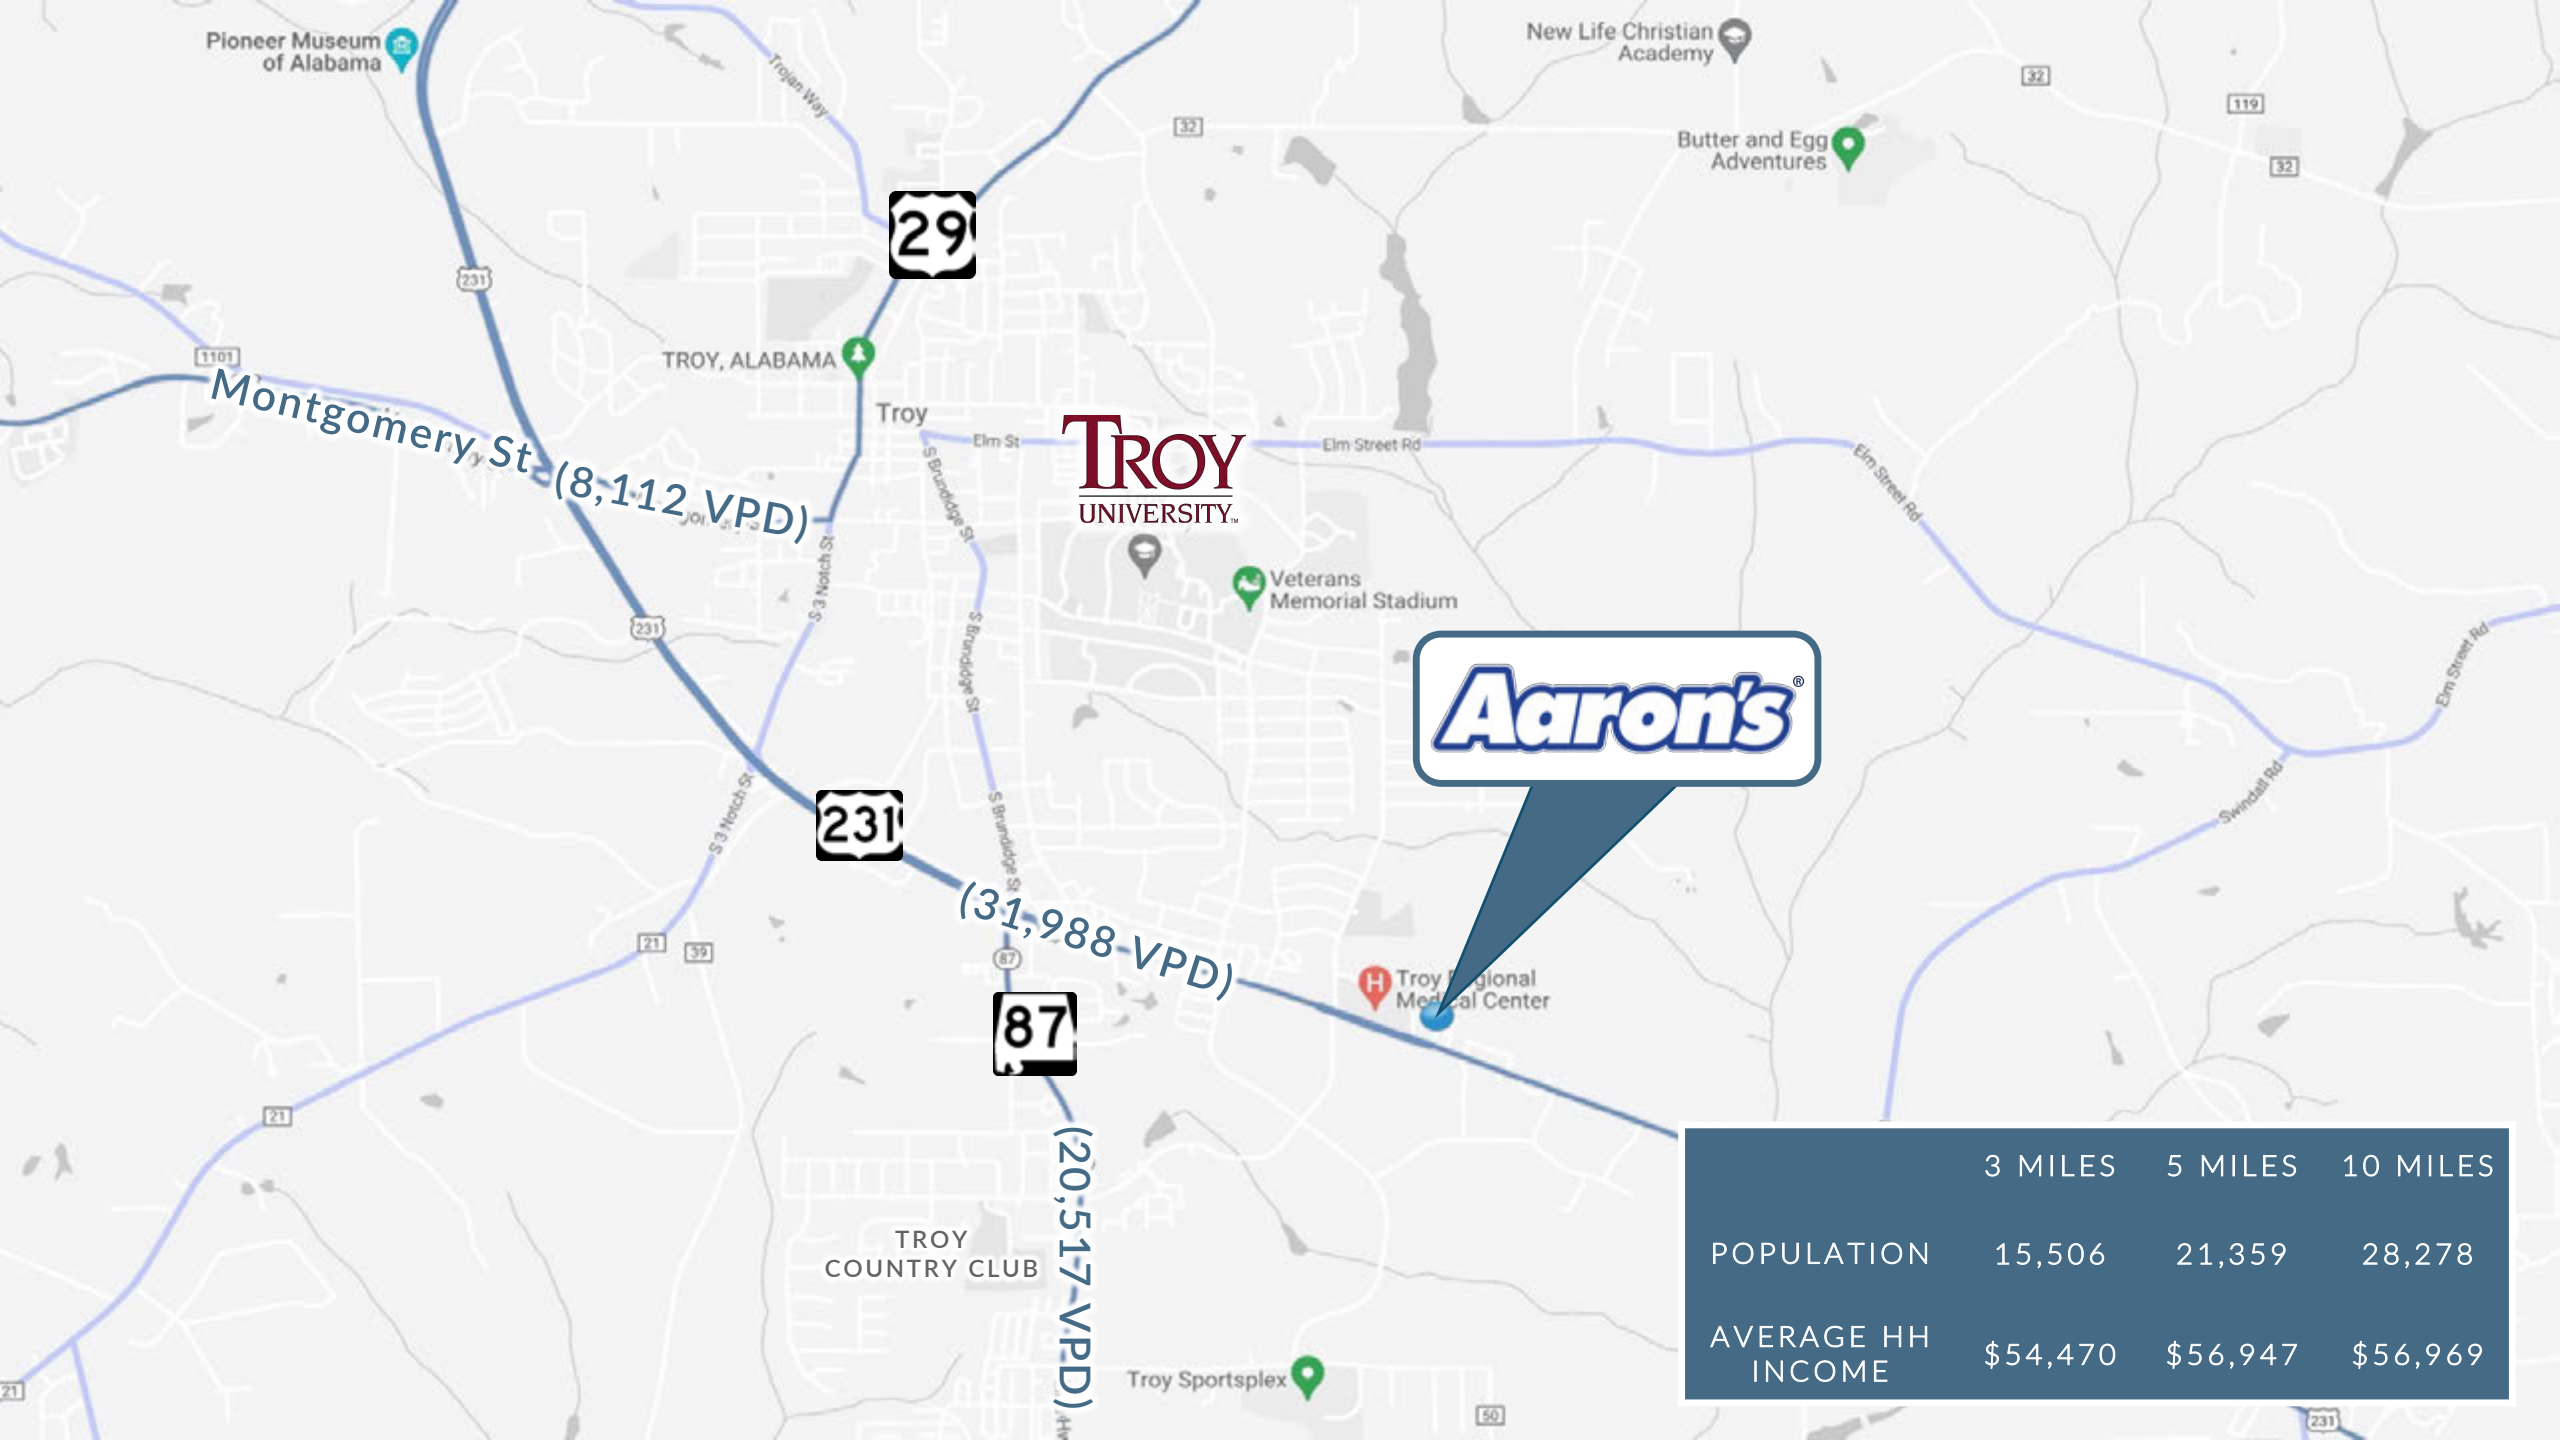 Pioneer Museum
of Alabama
New Life Christian
Academy
Trojan Way
32
119
32
Butter and Egg
Adventures
32
29
231
1101
TROY, ALABAMA
Montgomery St (8,112 VPD)
Troy
Elm St
TROY
UNIVERSITY™
Elm Street Rd
Elm Street Rd
S Brundidge St
S 3 Notch St
Veterans
Memorial Stadium
231
S Brundidge St
Elm Street Rd
Aaron's®
S 3 Notch St
231
S Brundidge St
Swindall Rd
(31,988 VPD)
21
39
87
87
Troy Regional
Medical Center
21
(20,517 VPD)
TROY
COUNTRY CLUB
Troy Sportsplex
21
50
231
3 MILES 5 MILES 10 MILES
POPULATION 15,506 21,359 28,278
AVERAGE HH
INCOME $54,470 $56,947 $56,969